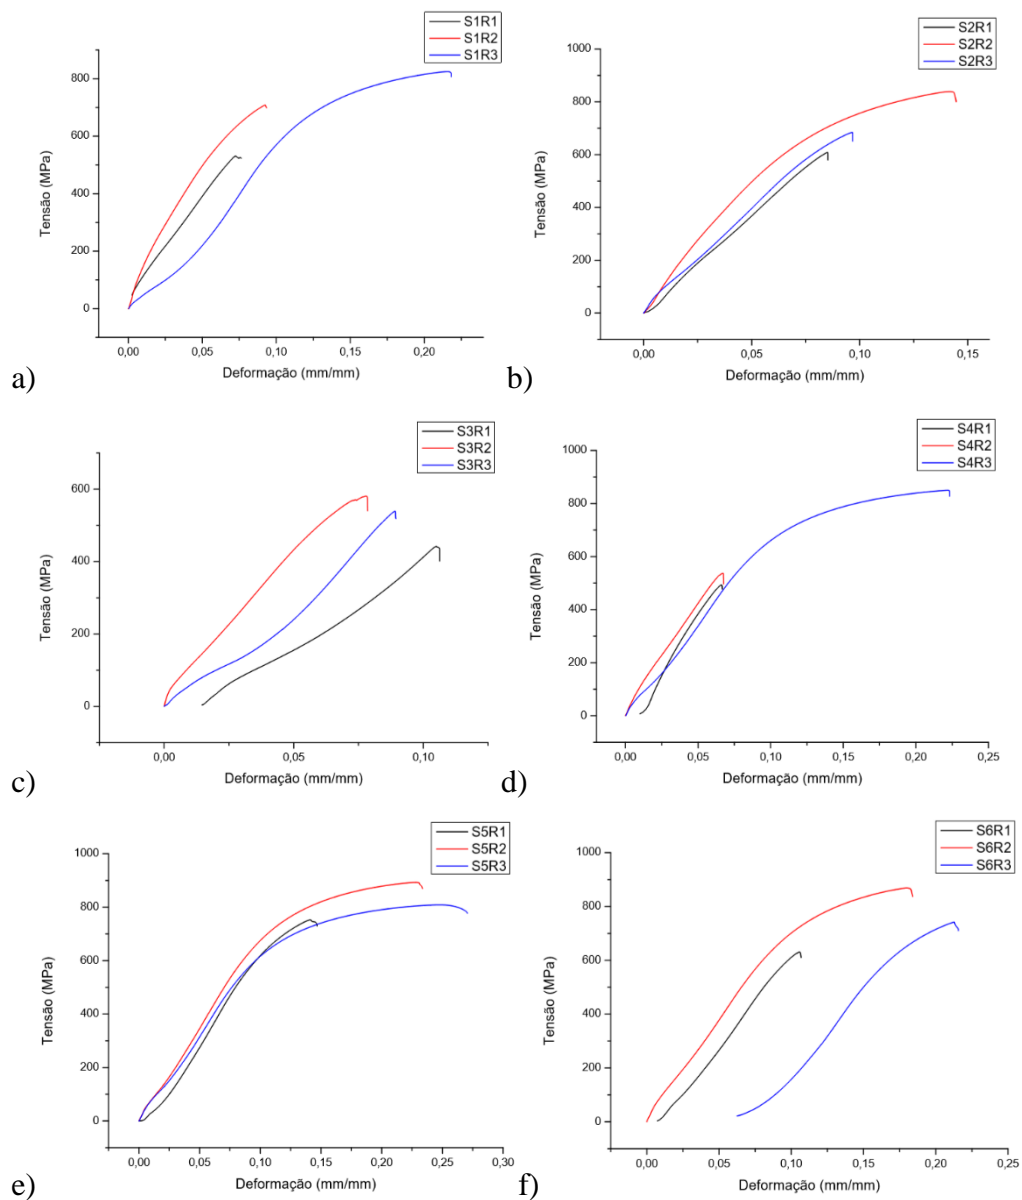 S1R1
S1R2
S1R3
800
600
400
200
0
Tensão (MPa)
0,00 0,05 0,10 0,15 0,20
Deformação (mm/mm)
a)
S2R1
S2R2
S2R3
1000
800
600
400
200
0
Tensão (MPa)
0,00 0,05 0,10 0,15
Deformação (mm/mm)
b)
S3R1
S3R2
S3R3
600
400
200
0
Tensão (MPa)
0,00 0,05 0,10
Deformação (mm/mm)
c)
S4R1
S4R2
S4R3
1000
800
600
400
200
0
Tensão (MPa)
0,00 0,05 0,10 0,15 0,20 0,25
Deformação (mm/mm)
d)
S5R1
S5R2
S5R3
1000
800
600
400
200
0
Tensão (MPa)
0,00 0,05 0,10 0,15 0,20 0,25 0,30
Deformação (mm/mm)
e)
S6R1
S6R2
S6R3
1000
800
600
400
200
0
Tensão (MPa)
0,00 0,05 0,10 0,15 0,20 0,25
Deformação (mm/mm)
f)